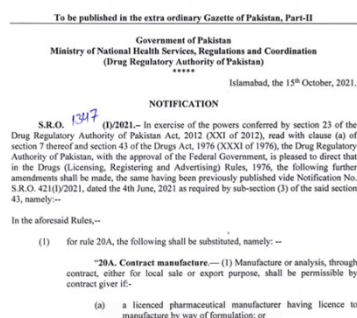 To be published in the extra ordinary Gazette of Pakistan, Part-II
Government of Pakistan
Ministry of National Health Services, Regulations and Coordination
(Drug Regulatory Authority of Pakistan)
*****
Islamabad, the 15th October, 2021.
NOTIFICATION
S.R.O. 1347 (I)/2021.– In exercise of the powers conferred by section 23 of the
Drug Regulatory Authority of Pakistan Act, 2012 (XXI of 2012), read with clause (a) of
section 7 thereof and section 43 of the Drugs Act, 1976 (XXXI of 1976), the Drug Regulatory
Authority of Pakistan, with the approval of the Federal Government, is pleased to direct that
in the Drugs (Licensing, Registering and Advertising) Rules, 1976, the following further
amendments shall be made, the same having been previously published vide Notification No.
S.R.O. 421(I)/2021, dated the 4th June, 2021 as required by sub-section (3) of the said section
43, namely:--
In the aforesaid Rules,--
(1) for rule 20A, the following shall be substituted, namely: --
"20A. Contract manufacture.— (1) Manufacture or analysis, through
contract, either for local sale or export purpose, shall be permissible by
contract giver if:-
(a) a licenced pharmaceutical manufacturer having licence to
manufacture by way of formulation; or